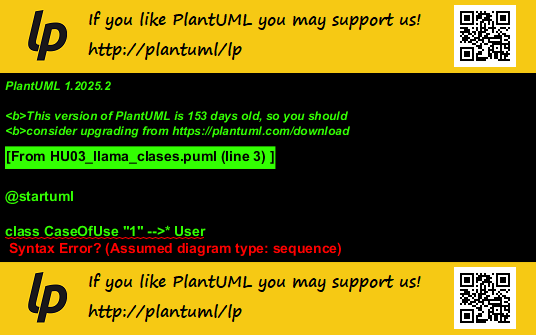 lp
If you like PlantUML you may support us!
http://plantuml/lp
PlantUML 1.2025.2
<b>This version of PlantUML is 153 days old, so you should
<b>consider upgrading from https://plantuml.com/download
[From HU03_llama_clases.puml (line 3) ]
@startuml
class CaseOfUse "1" -->* User
Syntax Error? (Assumed diagram type: sequence)
lp
If you like PlantUML you may support us!
http://plantuml/lp